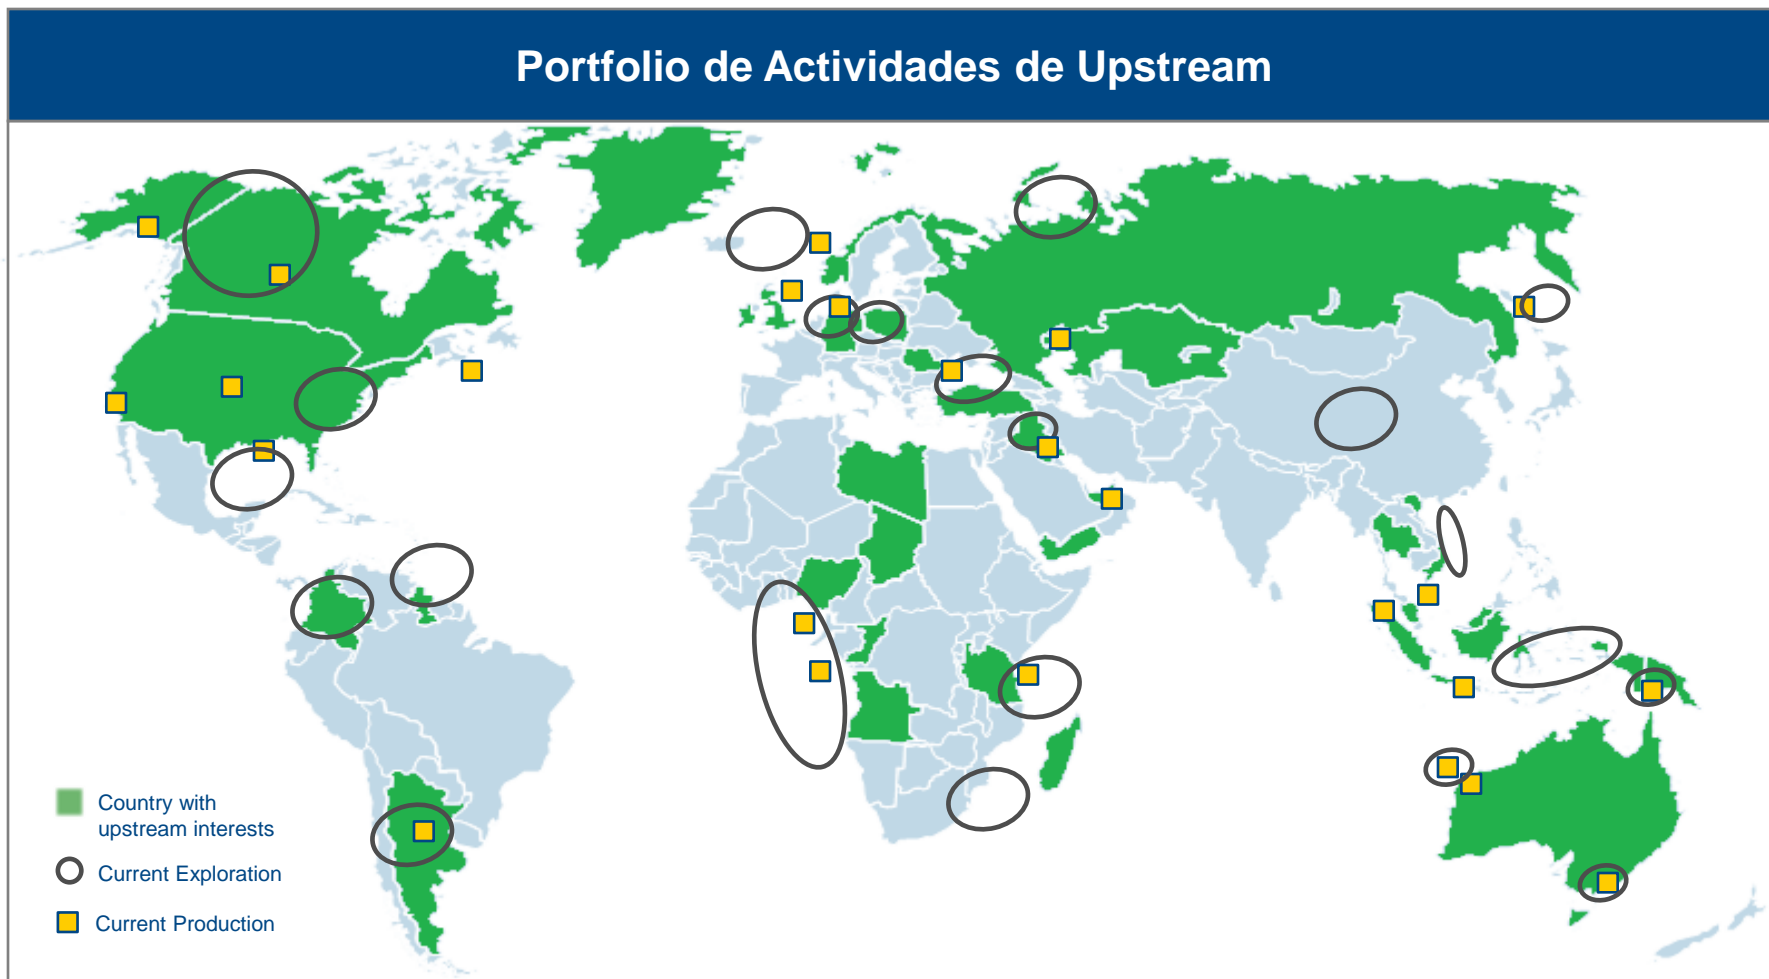 Portfolio de Actividades de Upstream
Country with
upstream interests
Current Exploration
Current Production